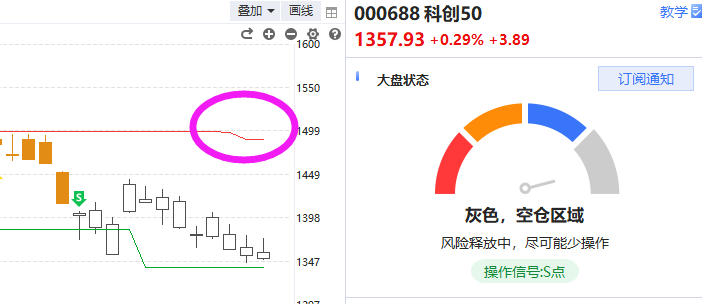 叠加 画线
1600
1550
1499
1449
1398
1347
S
000688 科创50 教学
1357.93 +0.29% +3.89
大盘状态 订阅通知
灰色，空仓区域
风险释放中，尽可能少操作
操作信号:S点